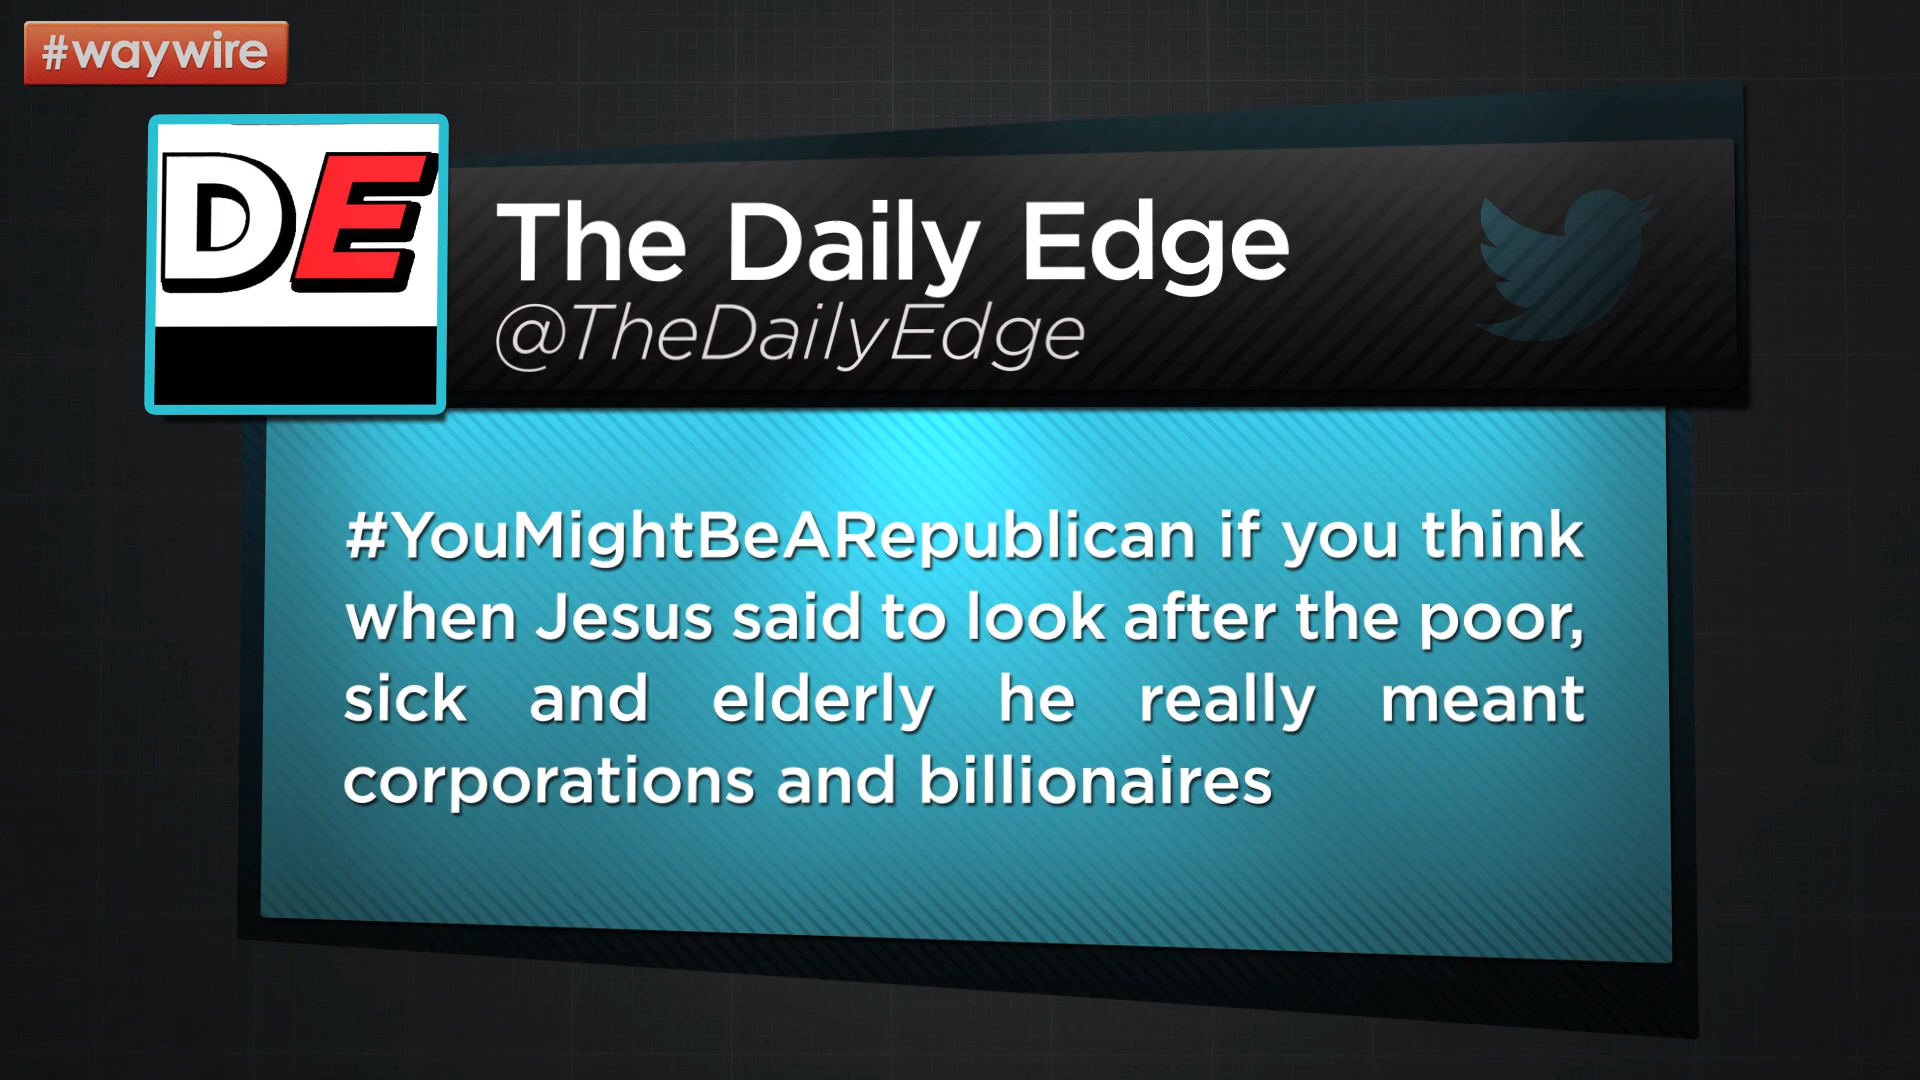 #waywire
DE
The Daily Edge
@TheDailyEdge
#YouMightBeARepublican if you think
when Jesus said to look after the poor,
sick and elderly he really meant
corporations and billionaires